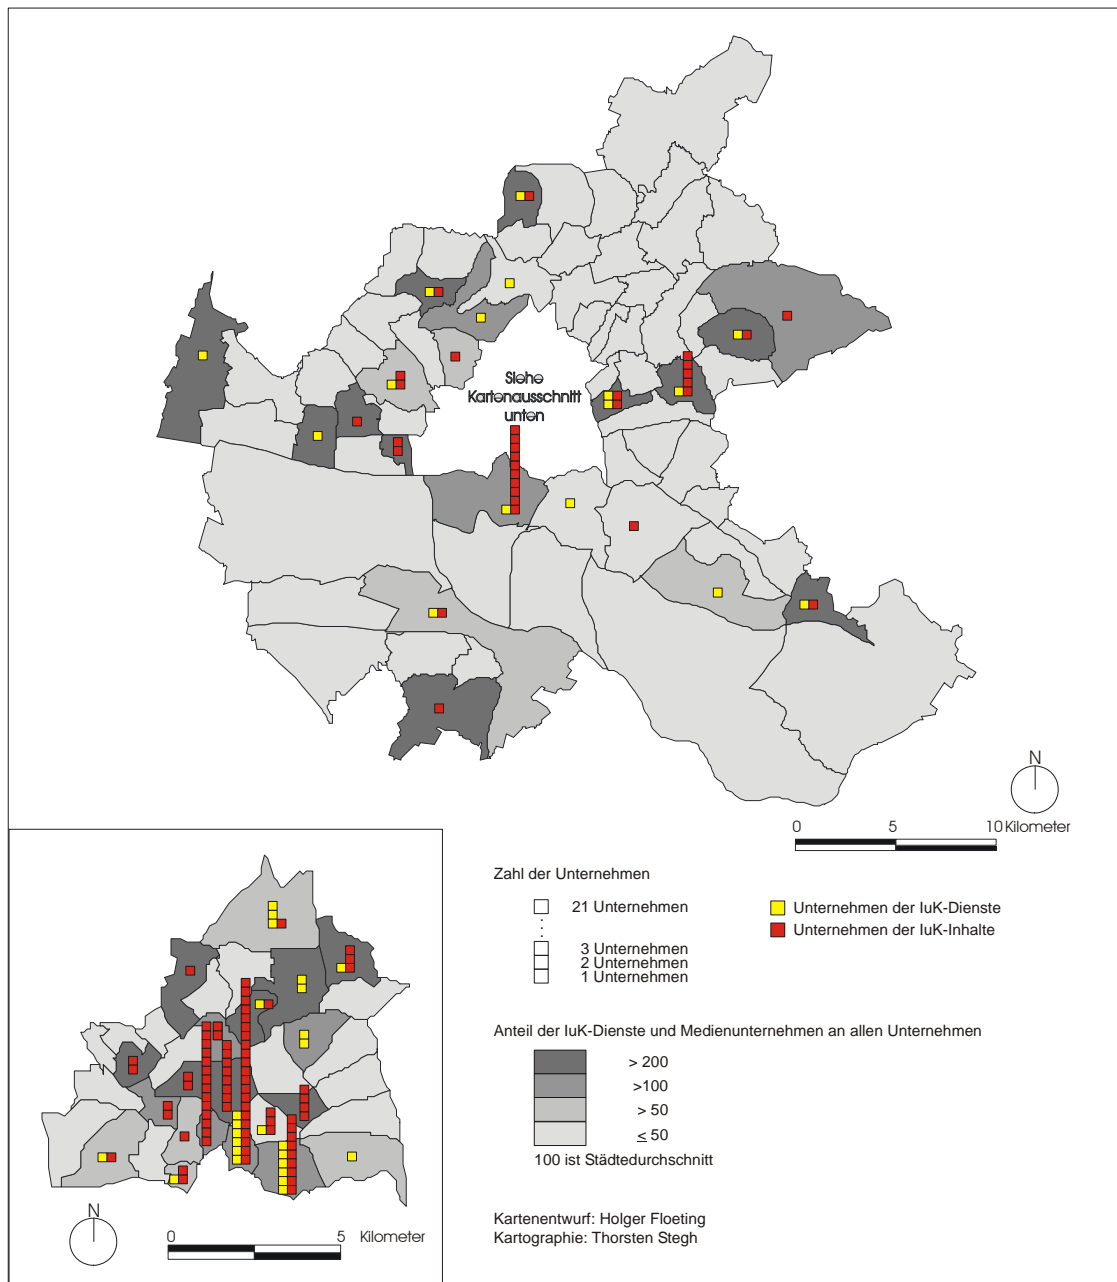 Siehe
Kartenausschnitt
unten
N
0 5 10 Kilometer
Zahl der Unternehmen
21 Unternehmen
3 Unternehmen
2 Unternehmen
1 Unternehmen
Unternehmen der IuK-Dienste
Unternehmen der IuK-Inhalte
Anteil der IuK-Dienste und Medienunternehmen an allen Unternehmen
> 200
>100
> 50
≤ 50
100 ist Städtedurchschnitt
Kartenentwurf: Holger Floeting
Kartographie: Thorsten Stegh
N
0 5 Kilometer